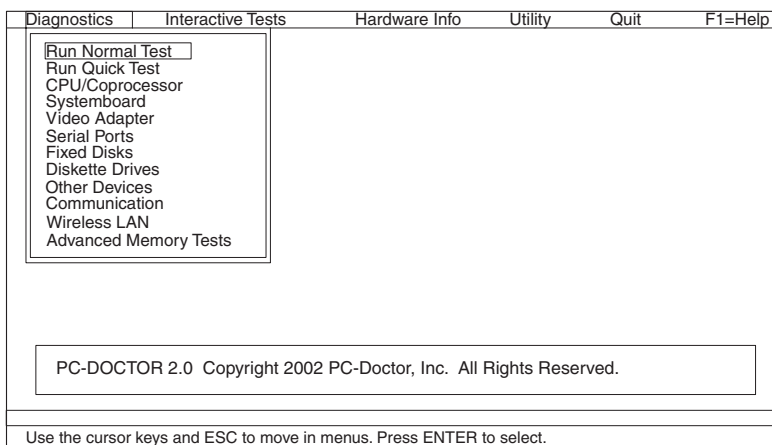 Diagnostics Interactive Tests Hardware Info Utility Quit F1=Help
Run Normal Test
Run Quick Test
CPU/Coprocessor
Systemboard
Video Adapter
Serial Ports
Fixed Disks
Diskette Drives
Other Devices
Communication
Wireless LAN
Advanced Memory Tests
PC-DOCTOR 2.0 Copyright 2002 PC-Doctor, Inc. All Rights Reserved.
Use the cursor keys and ESC to move in menus. Press ENTER to select.